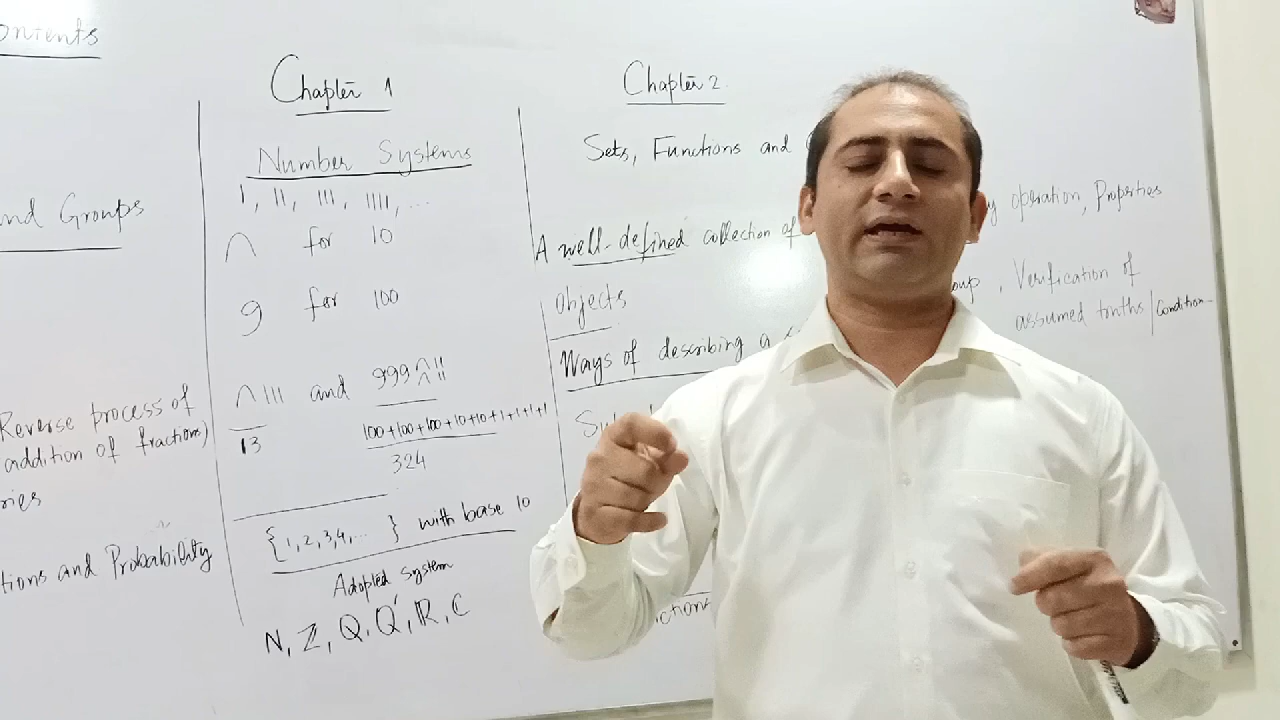 ontents
nd Groups
Reverse process of
addition of fractions)
ries
tions and Probability
Chapter 1
Number Systems
1, 11, 111, 1111, ...
∩ for 10
9 for 100
∩111 and 999∩∩1111
13
100+100+100+10+10+1+1+1+1
324
{1,2,3,4,... } with base 10
Adopted System
N, Z, Q, Q', R, C
Chapter 2
Sets, Functions and
A well-defined collection of
objects
Ways of describing a
ctions
y operation, Properties
oup, Verification of
assumed truths/condition